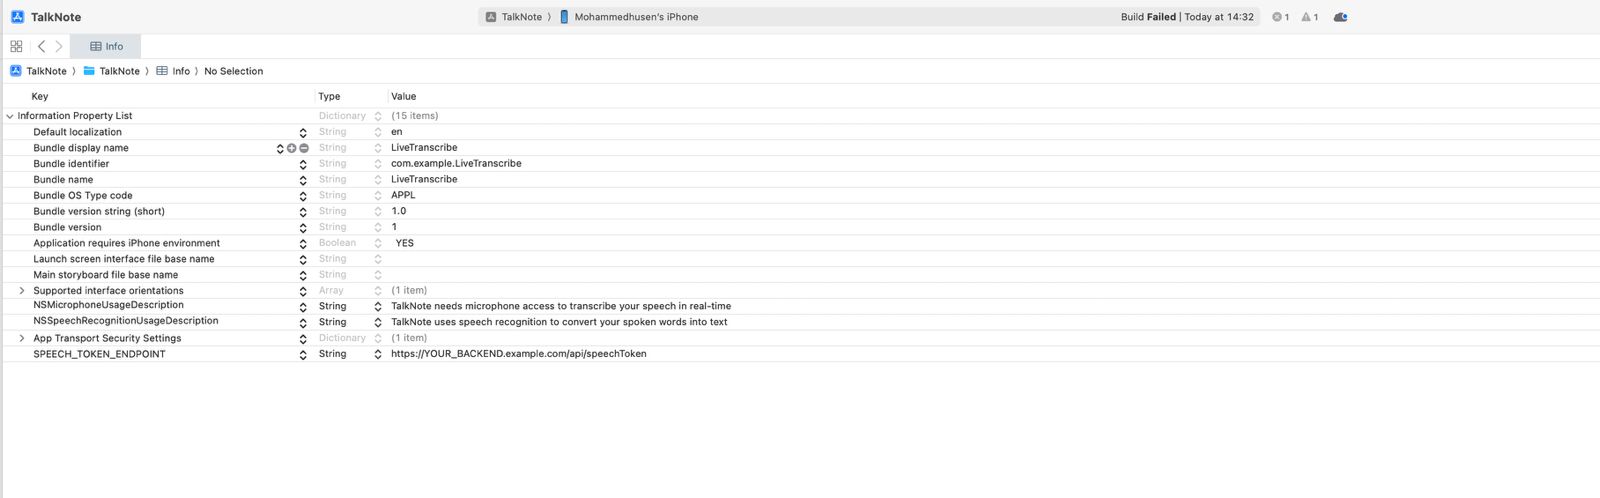 TalkNote
TalkNote 〉 Mohammedhusen's iPhone
Build Failed | Today at 14:32
1
1
Info
TalkNote 〉 TalkNote 〉 Info 〉 No Selection
Key Type Value
Information Property List Dictionary (15 items)
Default localization String en
Bundle display name String LiveTranscribe
Bundle identifier String com.example.LiveTranscribe
Bundle name String LiveTranscribe
Bundle OS Type code String APPL
Bundle version string (short) String 1.0
Bundle version String 1
Application requires iPhone environment Boolean YES
Launch screen interface file base name String
Main storyboard file base name String
Supported interface orientations Array (1 item)
NSMicrophoneUsageDescription String TalkNote needs microphone access to transcribe your speech in real-time
NSSpeechRecognitionUsageDescription String TalkNote uses speech recognition to convert your spoken words into text
App Transport Security Settings Dictionary (1 item)
SPEECH_TOKEN_ENDPOINT String https://YOUR_BACKEND.example.com/api/speechToken